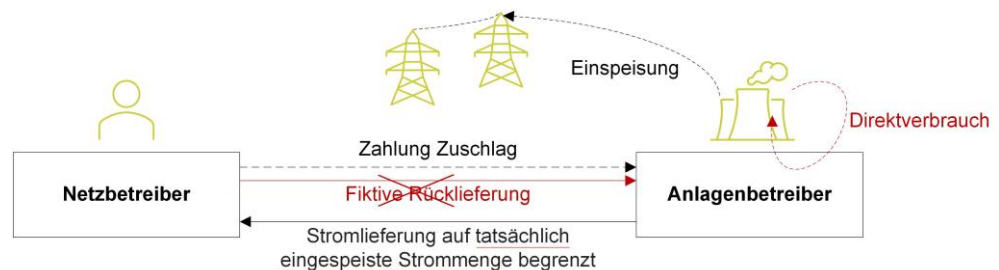 Einspeisung
Direktverbrauch
Zahlung Zuschlag
Netzbetreiber
Fiktive Rücklieferung
Anlagenbetreiber
Stromlieferung auf tatsächlich
eingespeiste Strommenge begrenzt